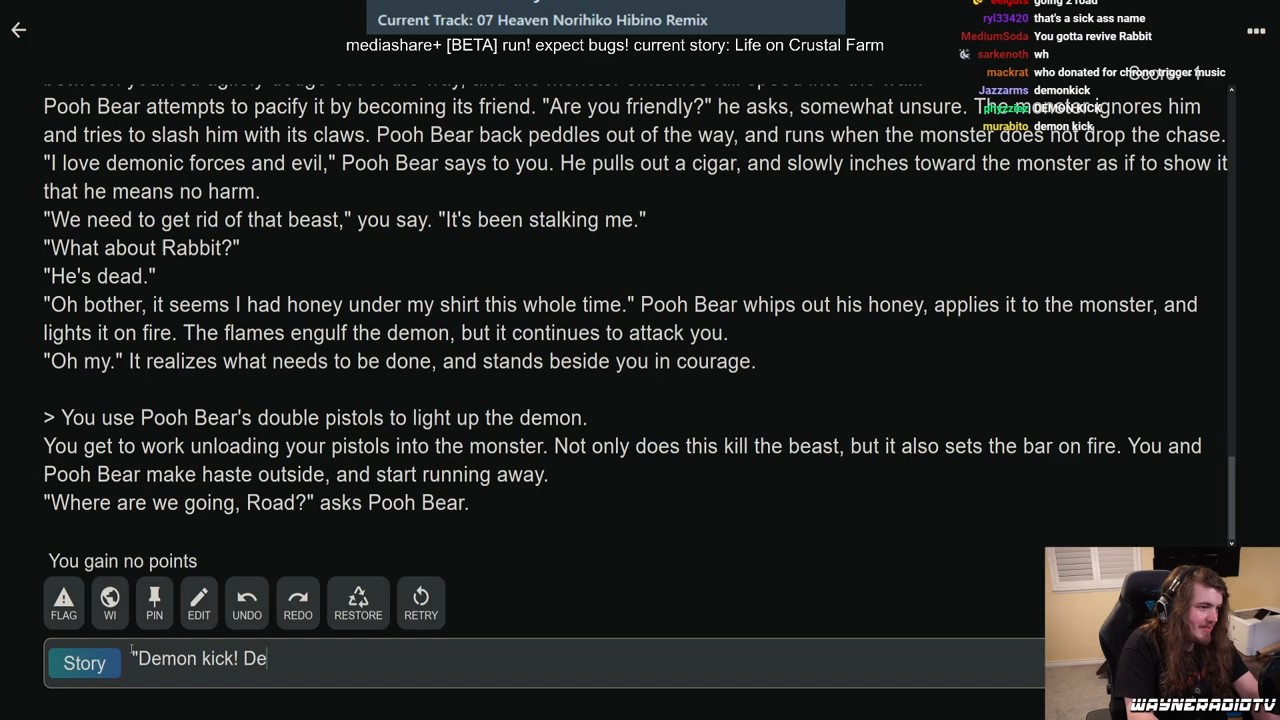 Current Track: 07 Heaven Norihiko Hibino Remix
mediashare+ [BETA] run! expect bugs! current story: Life on Crustal Farm
going 2 road
ryl33420 that's a sick ass name
MediumSoda You gotta revive Rabbit
sarkenoth wh
mackrat who donated for chrono trigger music
Jazzarms demonkick
DEMON KICK
murabito demon kick
Pooh Bear attempts to pacify it by becoming its friend. "Are you friendly?" he asks, somewhat unsure. The monster ignores him
and tries to slash him with its claws. Pooh Bear back peddles out of the way, and runs when the monster does not drop the chase.
"I love demonic forces and evil," Pooh Bear says to you. He pulls out a cigar, and slowly inches toward the monster as if to show it
that he means no harm.
"We need to get rid of that beast," you say. "It's been stalking me."
"What about Rabbit?"
"He's dead."
"Oh bother, it seems I had honey under my shirt this whole time." Pooh Bear whips out his honey, applies it to the monster, and
lights it on fire. The flames engulf the demon, but it continues to attack you.
"Oh my." It realizes what needs to be done, and stands beside you in courage.
> You use Pooh Bear's double pistols to light up the demon.
You get to work unloading your pistols into the monster. Not only does this kill the beast, but it also sets the bar on fire. You and
Pooh Bear make haste outside, and start running away.
"Where are we going, Road?" asks Pooh Bear.
You gain no points
FLAG WI PIN EDIT UNDO REDO RESTORE RETRY
Story "Demon kick! De
WAYNERADIOTV